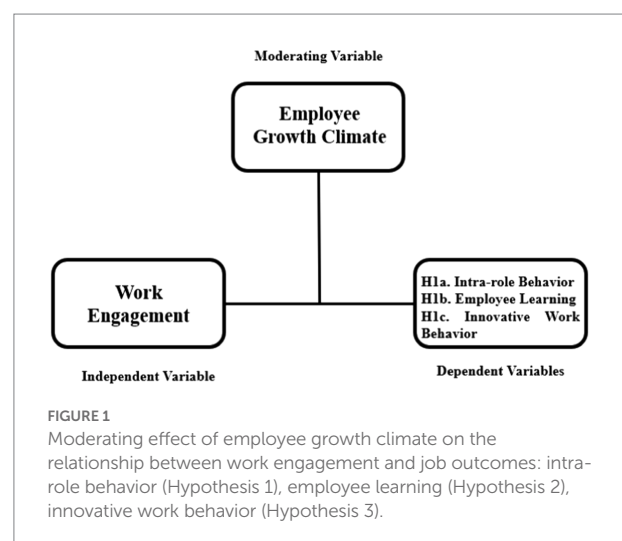 Moderating Variable
Employee
Growth Climate
Work
Engagement
Independent Variable
H1a. Intra-role Behavior
H1b. Employee Learning
H1c. Innovative Work
Behavior
Dependent Variables
FIGURE 1
Moderating effect of employee growth climate on the
relationship between work engagement and job outcomes: intra-
role behavior (Hypothesis 1), employee learning (Hypothesis 2),
innovative work behavior (Hypothesis 3).